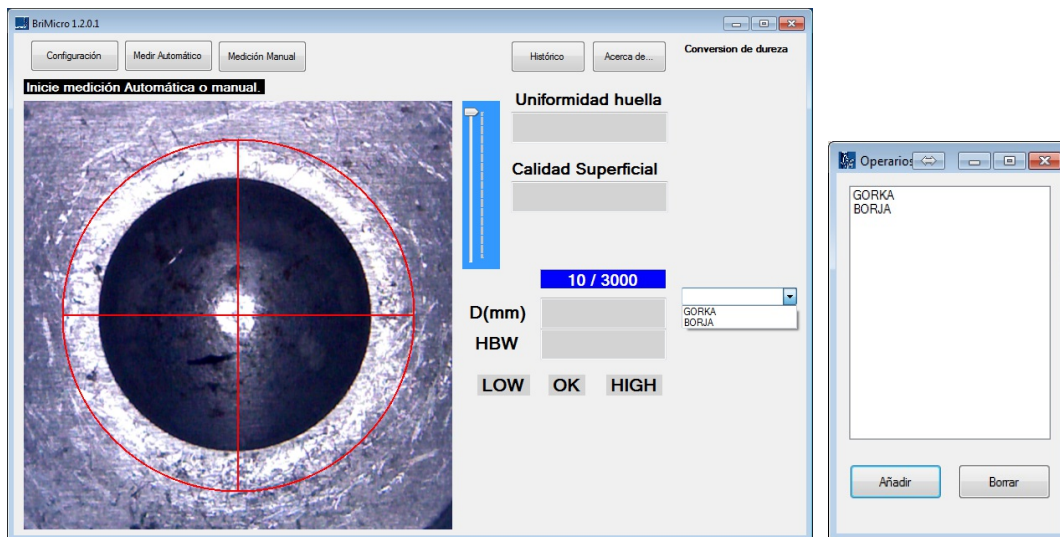 BriMicro 1.2.0.1
Configuración
Medir Automático
Medición Manual
Histórico
Acerca de...
Conversion de dureza
Inicie medición Automática o manual.
Uniformidad huella
Calidad Superficial
10 / 3000
D(mm)
HBW
GORKA
BORJA
LOW OK HIGH
Operarios
GORKA
BORJA
Añadir
Borrar